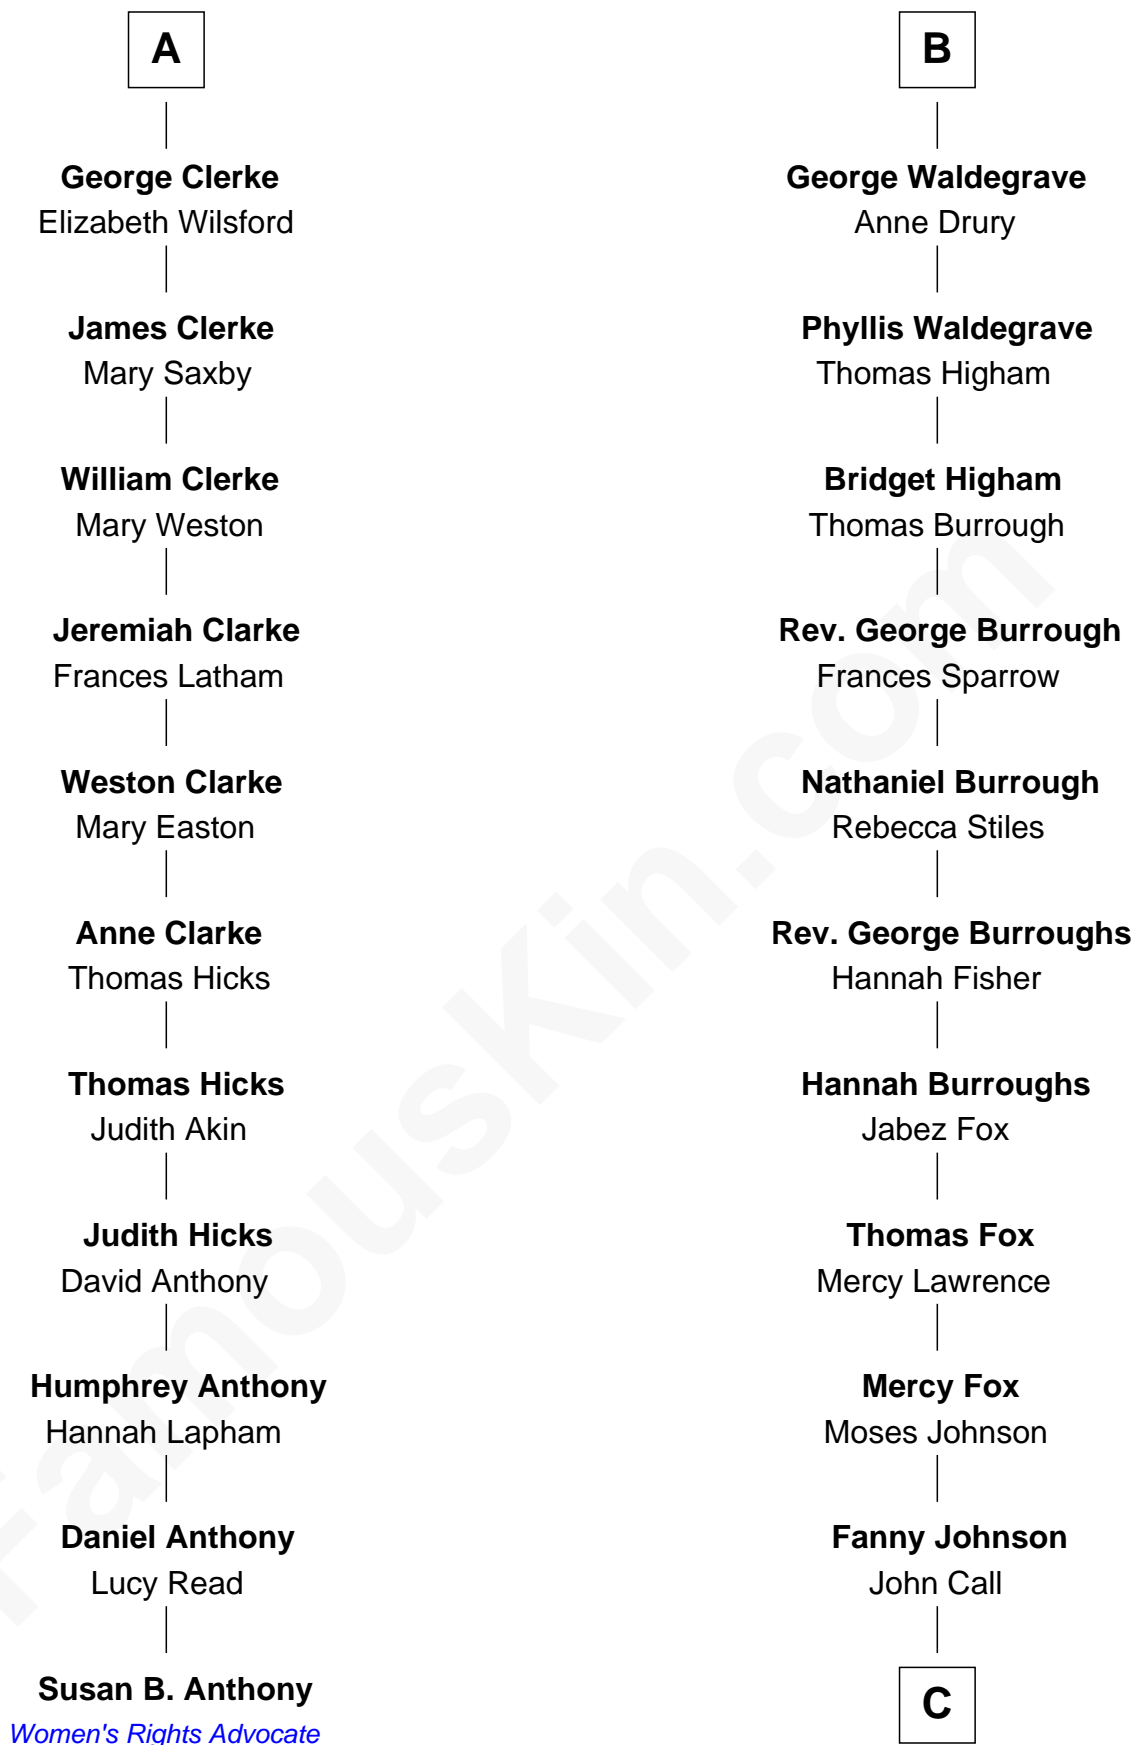 A
George Clerke
Elizabeth Wilsford
James Clerke
Mary Saxby
William Clerke
Mary Weston
Jeremiah Clarke
Frances Latham
Weston Clarke
Mary Easton
Anne Clarke
Thomas Hicks
Thomas Hicks
Judith Akin
Judith Hicks
David Anthony
Humphrey Anthony
Hannah Lapham
Daniel Anthony
Lucy Read
Susan B. Anthony
Women's Rights Advocate
B
George Waldegrave
Anne Drury
Phyllis Waldegrave
Thomas Higham
Bridget Higham
Thomas Burrough
Rev. George Burrough
Frances Sparrow
Nathaniel Burrough
Rebecca Stiles
Rev. George Burroughs
Hannah Fisher
Hannah Burroughs
Jabez Fox
Thomas Fox
Mercy Lawrence
Mercy Fox
Moses Johnson
Fanny Johnson
John Call
C
FamousKin.com